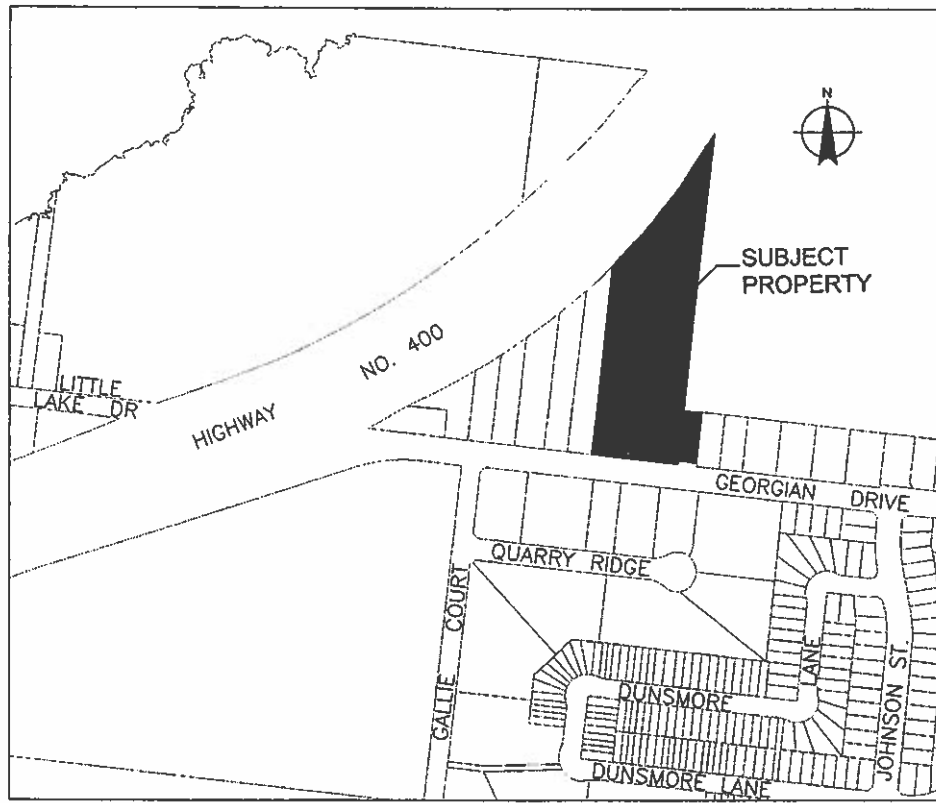 N
SUBJECT
PROPERTY
HIGHWAY NO. 400
LITTLE
LAKE DR
GEORGIAN DRIVE
QUARRY RIDGE
GALLIE COURT
LANE
DUNSMORE
JOHNSON ST.
DUNSMORE LANE